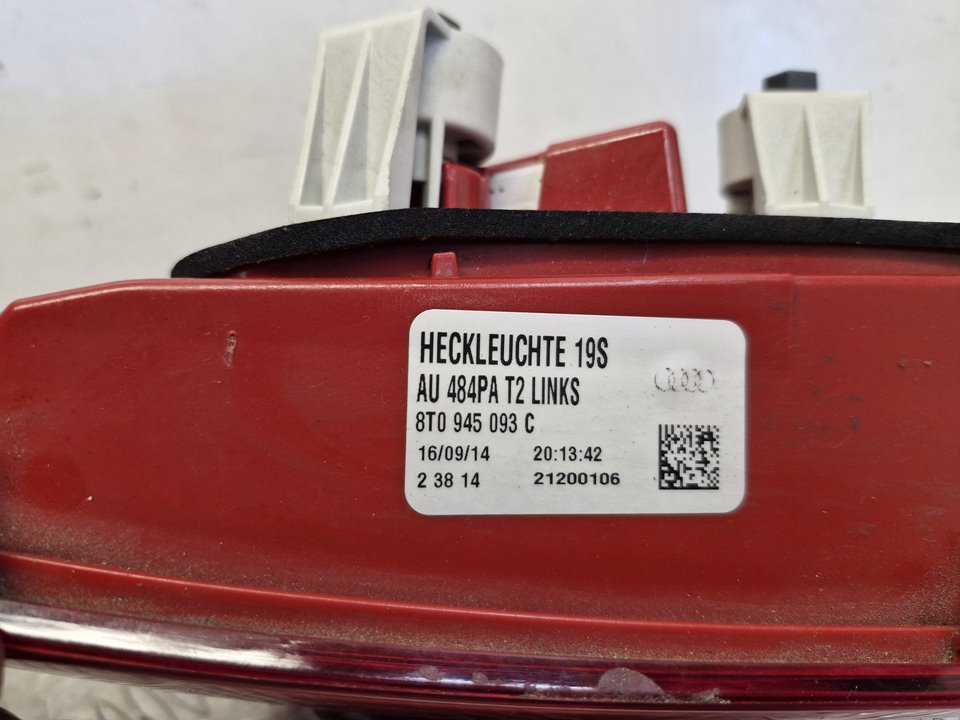 HECKLEUCHTE 19S
AU 484PA T2 LINKS
8T0 945 093 C
16/09/14 20:13:42
2 38 14 21200106